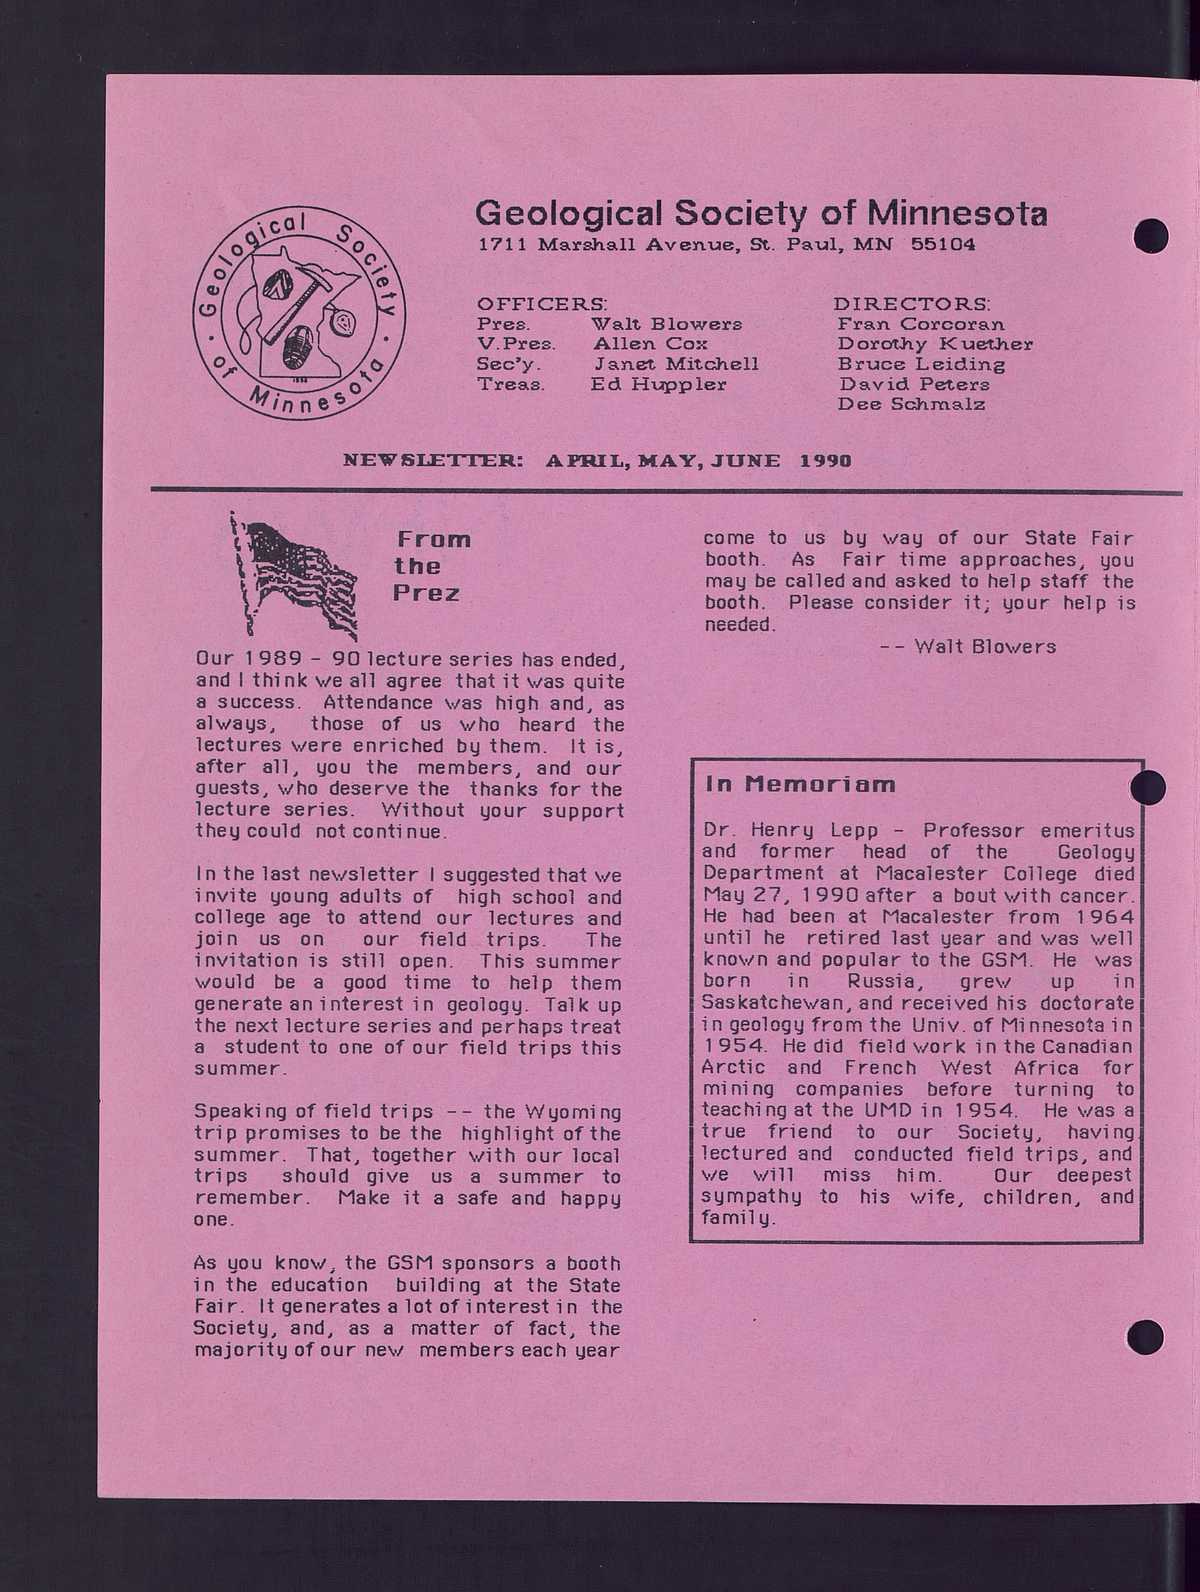 Geological Society
of Minnesota
Geological Society of Minnesota
1711 Marshall Avenue, St. Paul, MN 55104
OFFICERS:
Pres. Walt Blowers
V.Pres. Allen Cox
Sec'y. Janet Mitchell
Treas. Ed Huppler
DIRECTORS:
Fran Corcoran
Dorothy Kuether
Bruce Leiding
David Peters
Dee Schmalz
NEWSLETTER: APRIL, MAY, JUNE 1990
From
the
Prez
Our 1989 - 90 lecture series has ended,
and I think we all agree that it was quite
a success. Attendance was high and, as
always, those of us who heard the
lectures were enriched by them. It is,
after all, you the members, and our
guests, who deserve the thanks for the
lecture series. Without your support
they could not continue.
In the last newsletter I suggested that we
invite young adults of high school and
college age to attend our lectures and
join us on our field trips. The
invitation is still open. This summer
would be a good time to help them
generate an interest in geology. Talk up
the next lecture series and perhaps treat
a student to one of our field trips this
summer.
Speaking of field trips -- the Wyoming
trip promises to be the highlight of the
summer. That, together with our local
trips should give us a summer to
remember. Make it a safe and happy
one.
As you know, the GSM sponsors a booth
in the education building at the State
Fair. It generates a lot of interest in the
Society, and, as a matter of fact, the
majority of our new members each year
come to us by way of our State Fair
booth. As Fair time approaches, you
may be called and asked to help staff the
booth. Please consider it; your help is
needed.
-- Walt Blowers
In Memoriam
Dr. Henry Lepp - Professor emeritus
and former head of the Geology
Department at Macalester College died
May 27, 1990 after a bout with cancer.
He had been at Macalester from 1964
until he retired last year and was well
known and popular to the GSM. He was
born in Russia, grew up in
Saskatchewan, and received his doctorate
in geology from the Univ. of Minnesota in
1954. He did field work in the Canadian
Arctic and French West Africa for
mining companies before turning to
teaching at the UMD in 1954. He was a
true friend to our Society, having
lectured and conducted field trips, and
we will miss him. Our deepest
sympathy to his wife, children, and
family.